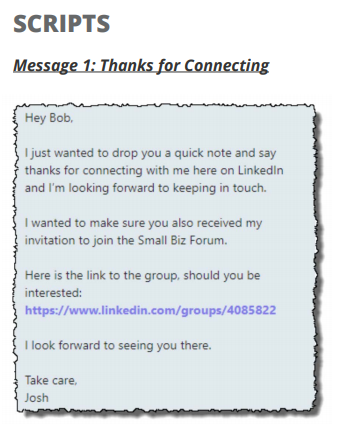 SCRIPTS
Message 1: Thanks for Connecting
Hey Bob,
I just wanted to drop you a quick note and say
thanks for connecting with me here on LinkedIn
and I'm looking forward to keeping in touch.
I wanted to make sure you also received my
invitation to join the Small Biz Forum.
Here is the link to the group, should you be
interested:
https://www.linkedin.com/groups/4085822
I look forward to seeing you there.
Take care,
Josh